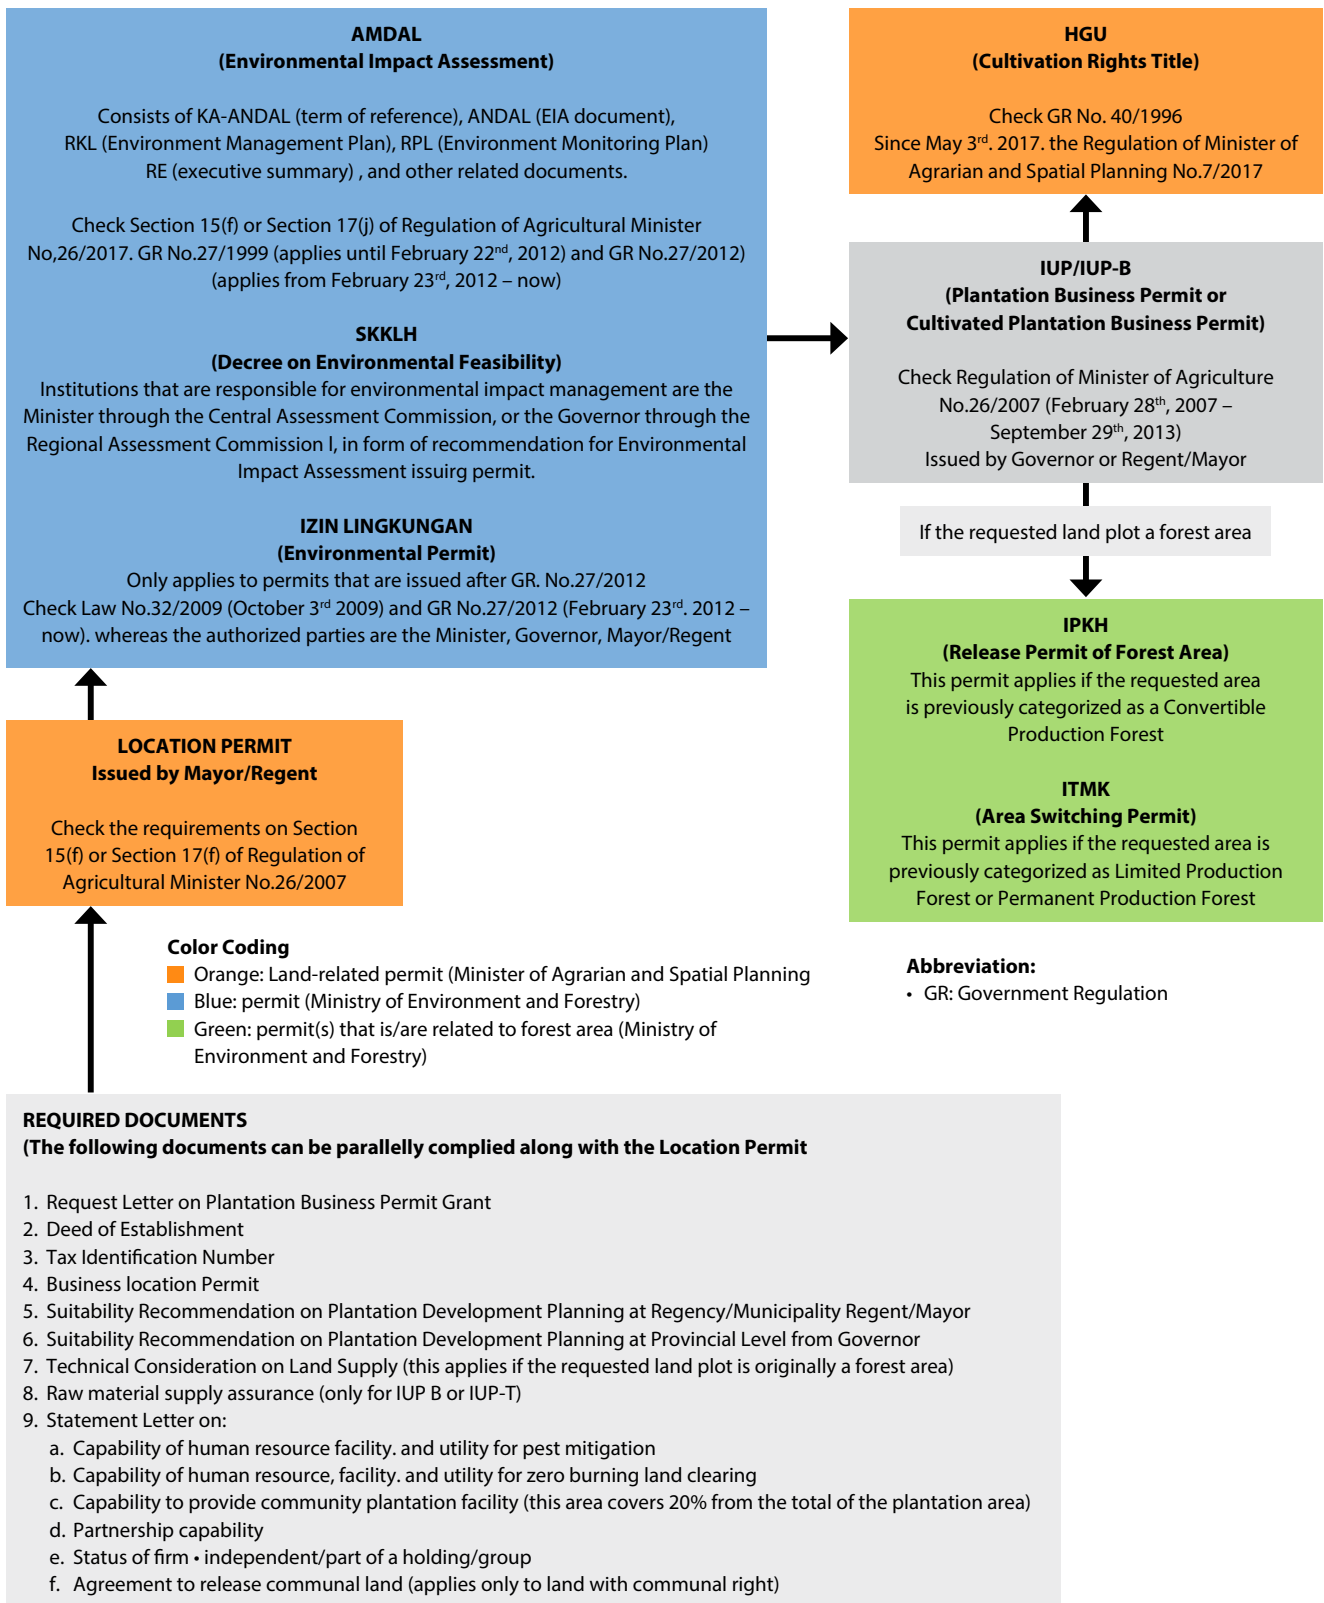 AMDAL
(Environmental Impact Assessment)
Consists of KA-ANDAL (term of reference), ANDAL (EIA document),
RKL (Environment Management Plan), RPL (Environment Monitoring Plan)
RE (executive summary) , and other related documents.
Check Section 15(f) or Section 17(j) of Regulation of Agricultural Minister
No,26/2017. GR No.27/1999 (applies until February 22nd, 2012) and GR No.27/2012)
(applies from February 23rd, 2012 – now)
SKKLH
(Decree on Environmental Feasibility)
Institutions that are responsible for environmental impact management are the
Minister through the Central Assessment Commission, or the Governor through the
Regional Assessment Commission l, in form of recommendation for Environmental
Impact Assessment issuirg permit.
IZIN LINGKUNGAN
(Environmental Permit)
Only applies to permits that are issued after GR. No.27/2012
Check Law No.32/2009 (October 3rd 2009) and GR No.27/2012 (February 23rd. 2012 –
now). whereas the authorized parties are the Minister, Governor, Mayor/Regent
HGU
(Cultivation Rights Title)
Check GR No. 40/1996
Since May 3rd. 2017. the Regulation of Minister of
Agrarian and Spatial Planning No.7/2017
IUP/IUP-B
(Plantation Business Permit or
Cultivated Plantation Business Permit)
Check Regulation of Minister of Agriculture
No.26/2007 (February 28th, 2007 –
September 29th, 2013)
Issued by Governor or Regent/Mayor
If the requested land plot a forest area
IPKH
(Release Permit of Forest Area)
This permit applies if the requested area
is previously categorized as a Convertible
Production Forest
ITMK
(Area Switching Permit)
This permit applies if the requested area is
previously categorized as Limited Production
Forest or Permanent Production Forest
LOCATION PERMIT
Issued by Mayor/Regent
Check the requirements on Section
15(f) or Section 17(f) of Regulation of
Agricultural Minister No.26/2007
Color Coding
Orange: Land-related permit (Minister of Agrarian and Spatial Planning
Blue: permit (Ministry of Environment and Forestry)
Green: permit(s) that is/are related to forest area (Ministry of
Environment and Forestry)
Abbreviation:
• GR: Government Regulation
REQUIRED DOCUMENTS
(The following documents can be parallelly complied along with the Location Permit
1. Request Letter on Plantation Business Permit Grant
2. Deed of Establishment
3. Tax Identification Number
4. Business location Permit
5. Suitability Recommendation on Plantation Development Planning at Regency/Municipality Regent/Mayor
6. Suitability Recommendation on Plantation Development Planning at Provincial Level from Governor
7. Technical Consideration on Land Supply (this applies if the requested land plot is originally a forest area)
8. Raw material supply assurance (only for IUP B or IUP-T)
9. Statement Letter on:
a. Capability of human resource facility. and utility for pest mitigation
b. Capability of human resource, facility. and utility for zero burning land clearing
c. Capability to provide community plantation facility (this area covers 20% from the total of the plantation area)
d. Partnership capability
e. Status of firm • independent/part of a holding/group
f. Agreement to release communal land (applies only to land with communal right)